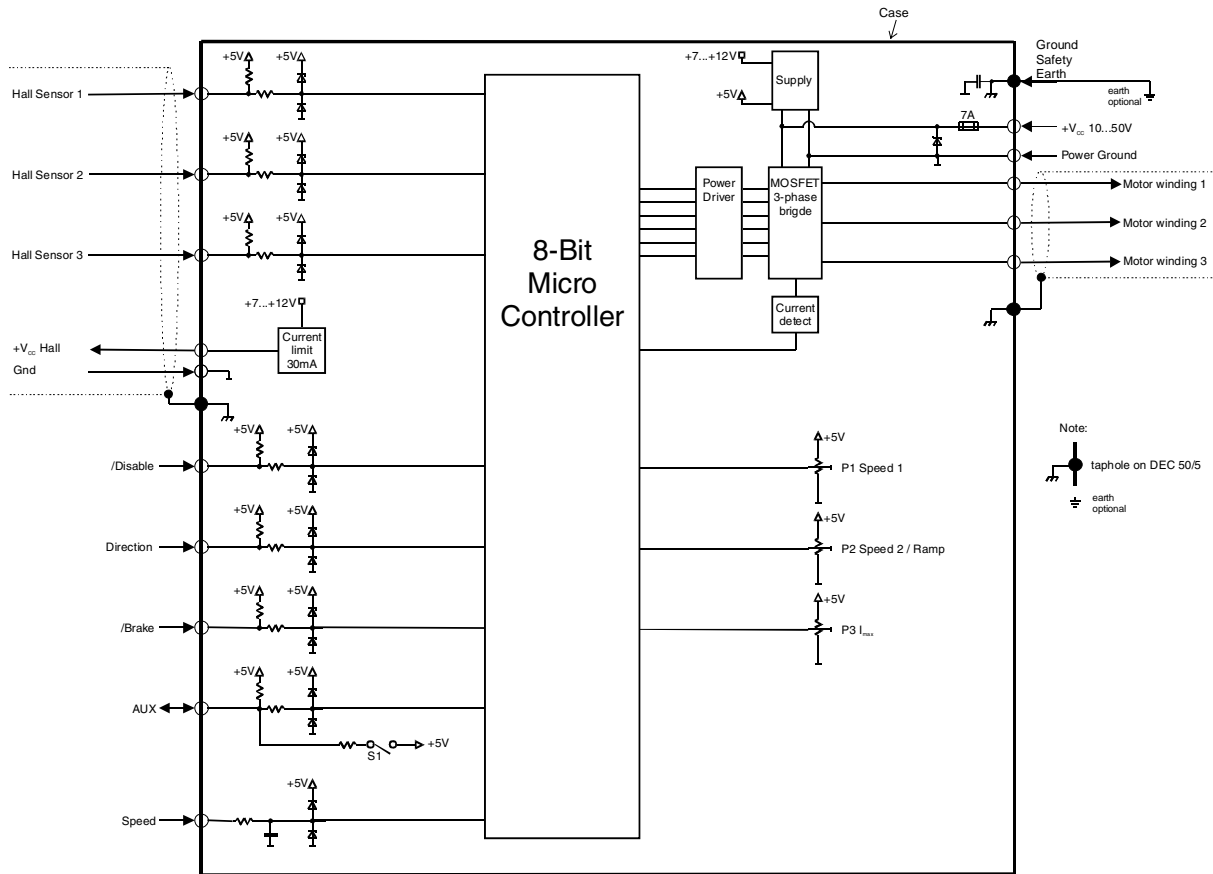 Case
+5V
+5V
Hall Sensor 1
+5V
+5V
Hall Sensor 2
+5V
+5V
Hall Sensor 3
+7...+12V
Current
limit
30mA
+Vcc Hall
Gnd
+5V
+5V
/Disable
+5V
+5V
Direction
+5V
+5V
/Brake
+5V
+5V
AUX
S1
+5V
+5V
Speed
8-Bit
Micro
Controller
+7...+12V
+5V
Supply
7A
Power
Driver
MOSFET
3-phase
brigde
Current
detect
+5V
P1 Speed 1
+5V
P2 Speed 2 / Ramp
+5V
P3 Imax
Ground
Safety
Earth
earth
optional
+Vcc 10...50V
Power Ground
Motor winding 1
Motor winding 2
Motor winding 3
Note:
taphole on DEC 50/5
earth
optional